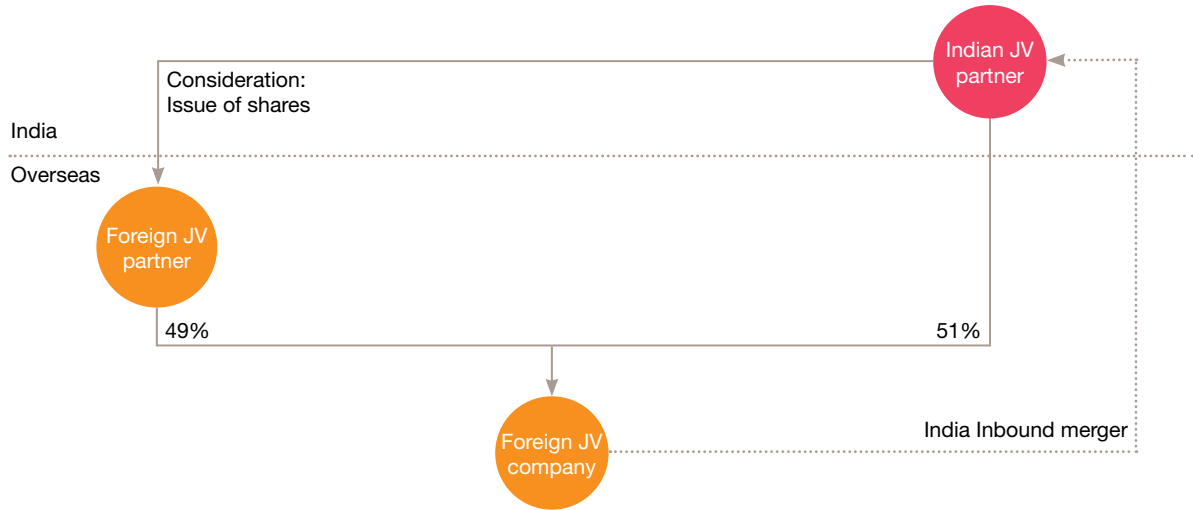 Indian JV
partner
Consideration:
Issue of shares
India
Overseas
Foreign JV
partner
49%
51%
Foreign JV
company
India Inbound merger